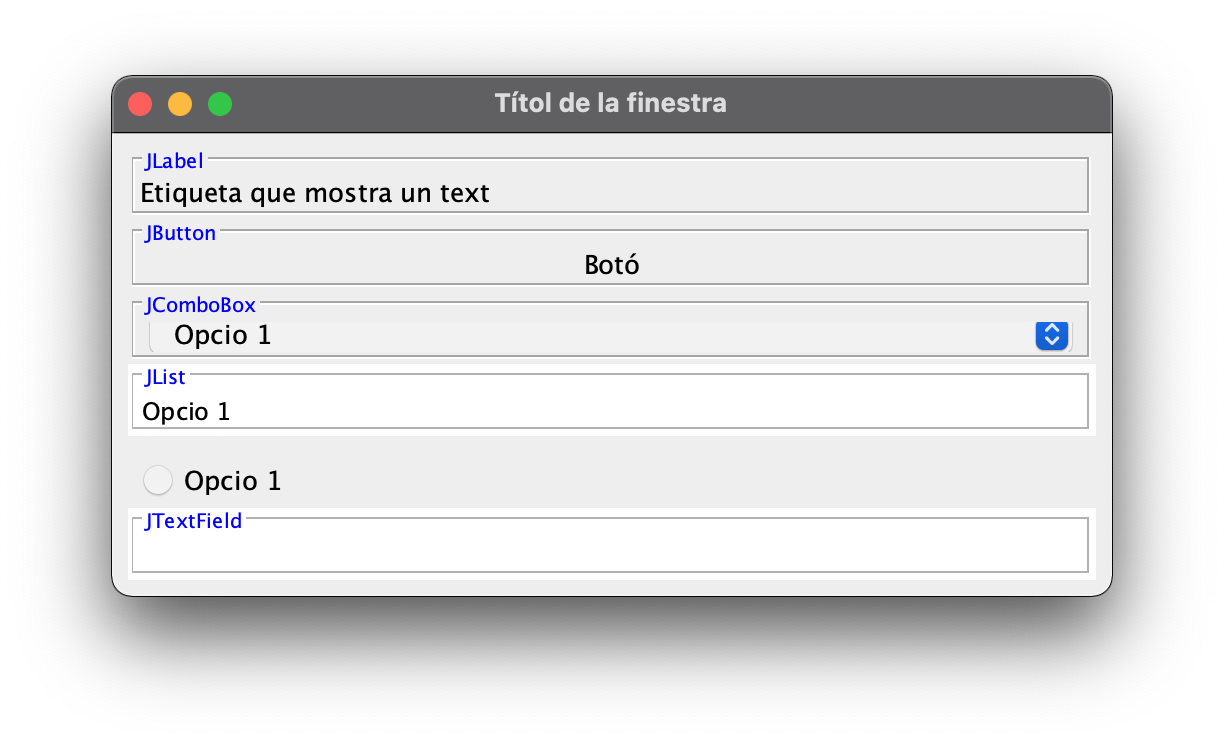 Títol de la finestra
JLabel
Etiqueta que mostra un text
JButton
Botó
JComboBox
Opcio 1
JList
Opcio 1
Opcio 1
JTextField